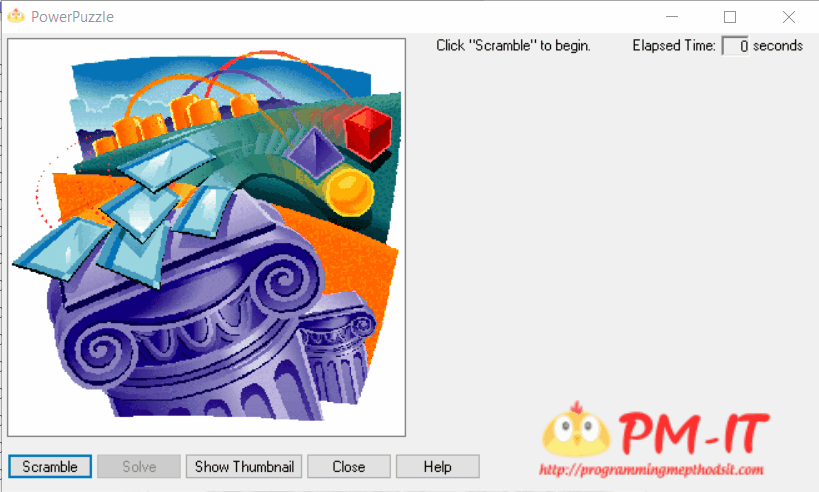 PowerPuzzle
Click "Scramble" to begin. Elapsed Time: 0 seconds
Scramble Solve Show Thumbnail Close Help
PM-IT
http://programmingmepthodsit.com